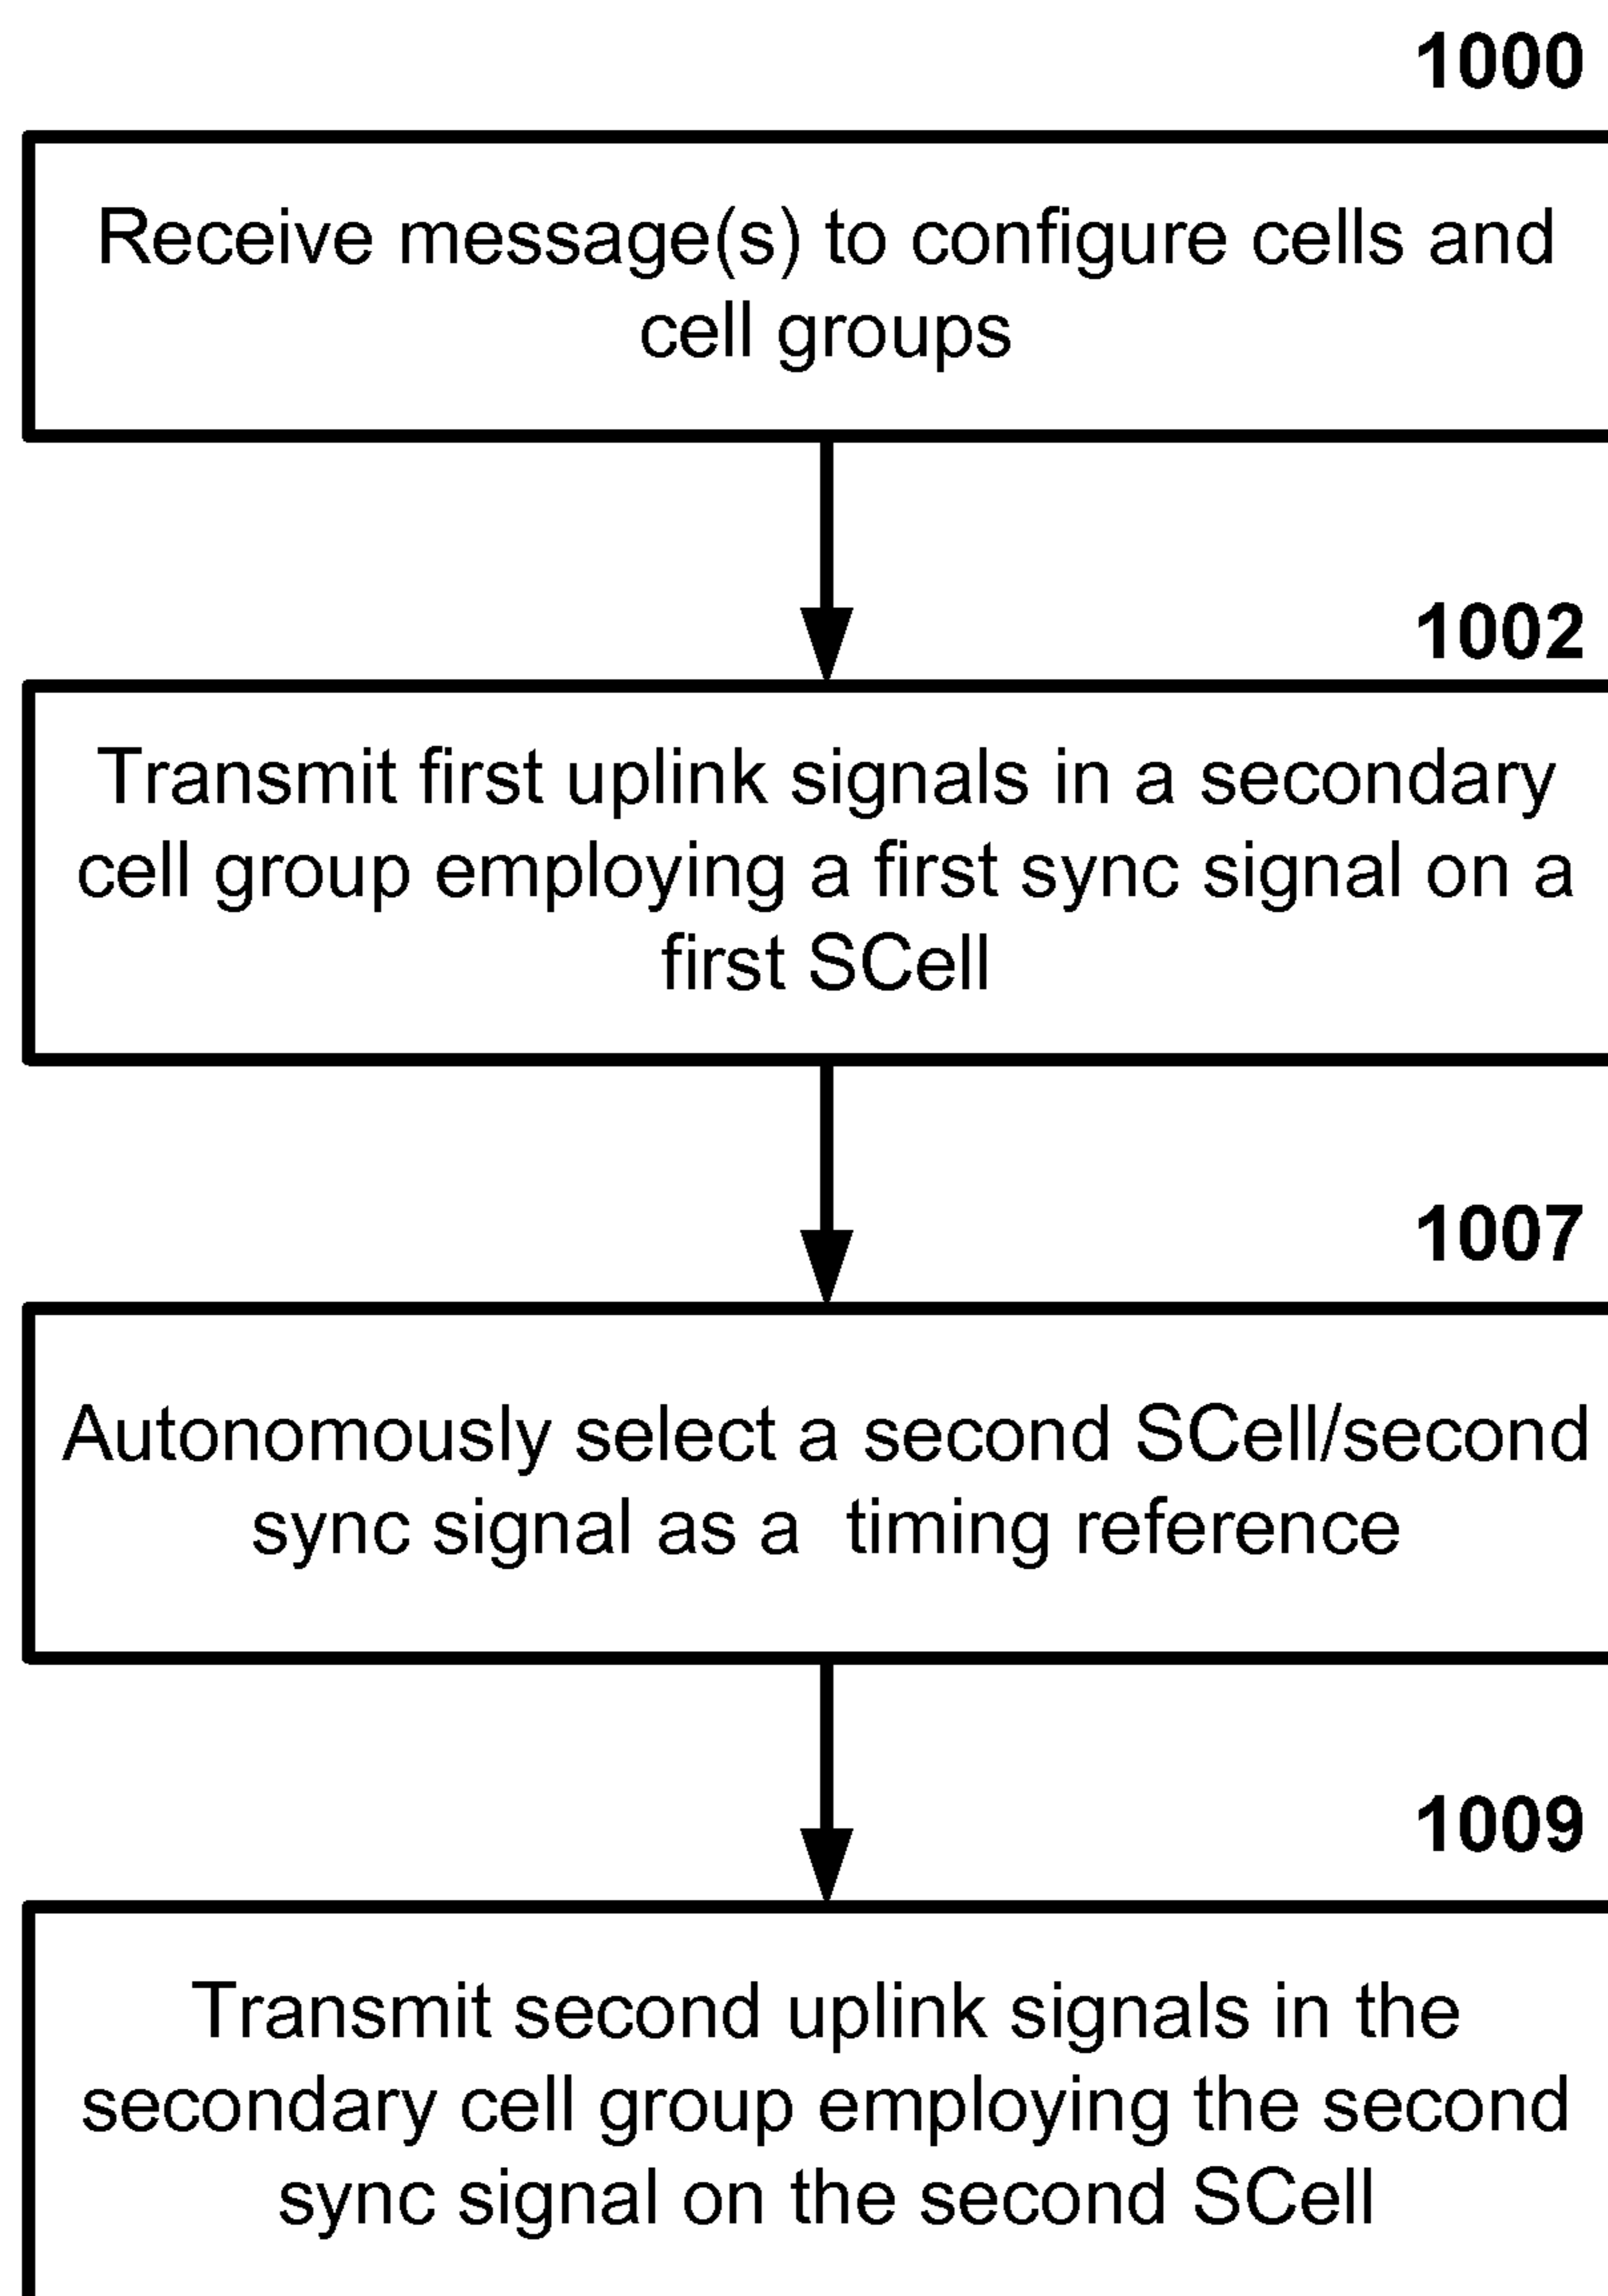 1000
Receive message(s) to configure cells and
cell groups
1002
Transmit first uplink signals in a secondary
cell group employing a first sync signal on a
first SCell
1007
Autonomously select a second SCell/second
sync signal as a timing reference
1009
Transmit second uplink signals in the
secondary cell group employing the second
sync signal on the second SCell